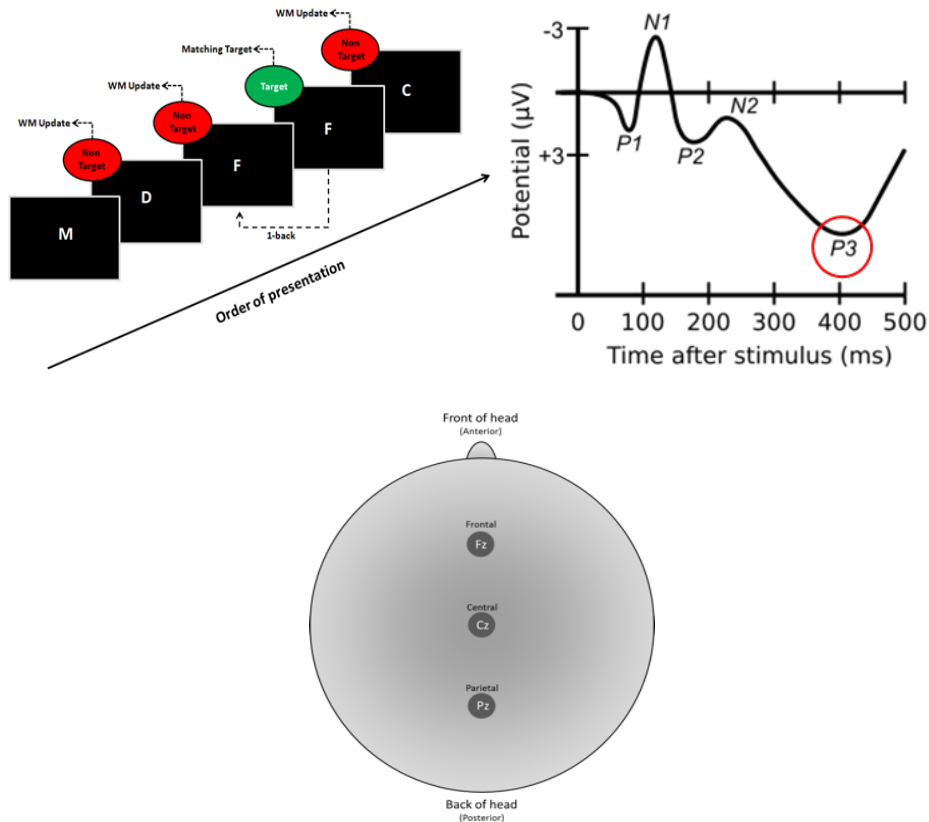 WM Update
Non
Target
Matching Target
Target
WM Update
Non
Target
WM Update
Non
Target
C
F
F
D
M
1-back
Order of presentation
-3
+3
Potential (µV)
N1
P1
P2
N2
P3
0 100 200 300 400 500
Time after stimulus (ms)
Front of head
(Anterior)
Frontal
Fz
Central
Cz
Parietal
Pz
Back of head
(Posterior)